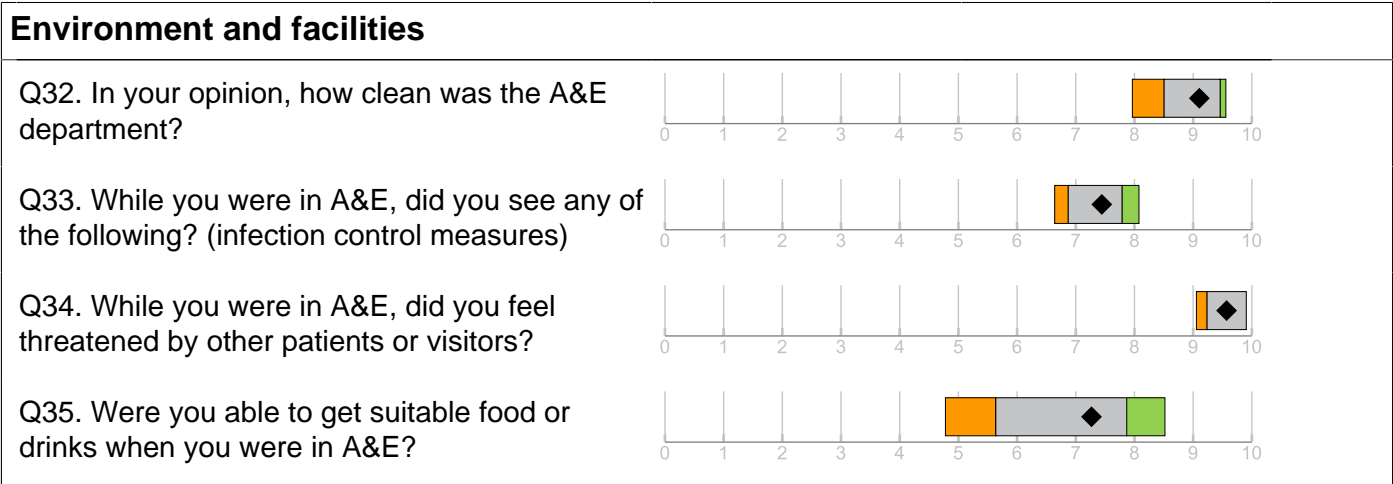 Environment and facilities
Q32. In your opinion, how clean was the A&E
department?
0 1 2 3 4 5 6 7 8 9 10
Q33. While you were in A&E, did you see any of
the following? (infection control measures)
0 1 2 3 4 5 6 7 8 9 10
Q34. While you were in A&E, did you feel
threatened by other patients or visitors?
0 1 2 3 4 5 6 7 8 9 10
Q35. Were you able to get suitable food or
drinks when you were in A&E?
0 1 2 3 4 5 6 7 8 9 10